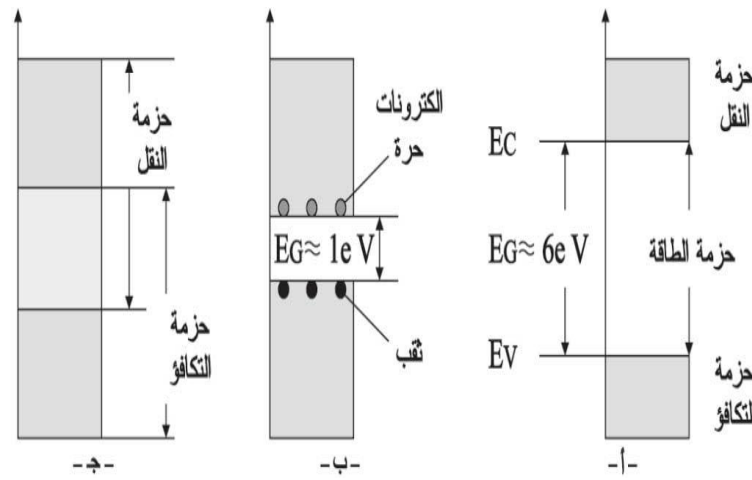 حزمة
النقل
EC
EG≈ 6e V
حزمة الطاقة
EV
حزمة
لتكافؤ
-أ-
الكترونات
حرة
EG≈ 1e V
ثقب
-ب-
حزمة
النقل
حزمة
التكافؤ
-جـ-